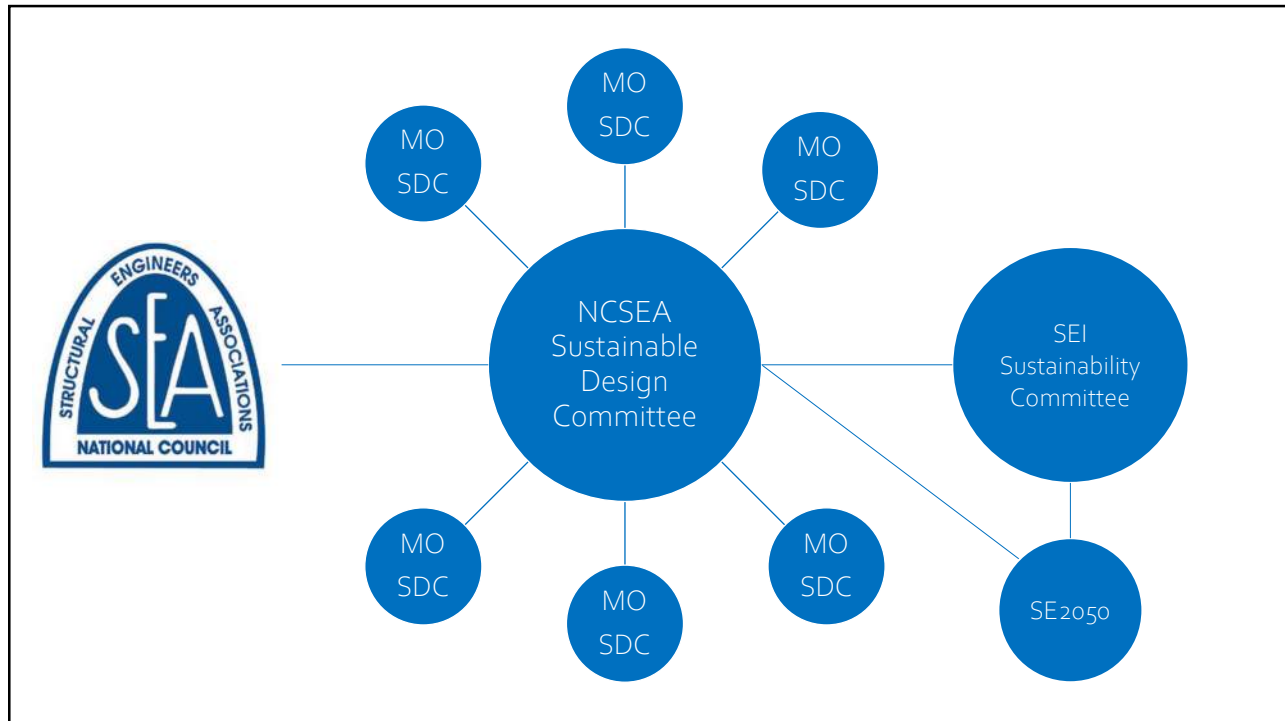 MO
SDC
MO
SDC
MO
SDC
STRUCTURAL ENGINEERS ASSOCIATIONS
SEA
NATIONAL COUNCIL
NCSEA
Sustainable
Design
Committee
SEI
Sustainability
Committee
MO
SDC
MO
SDC
MO
SDC
SE2050